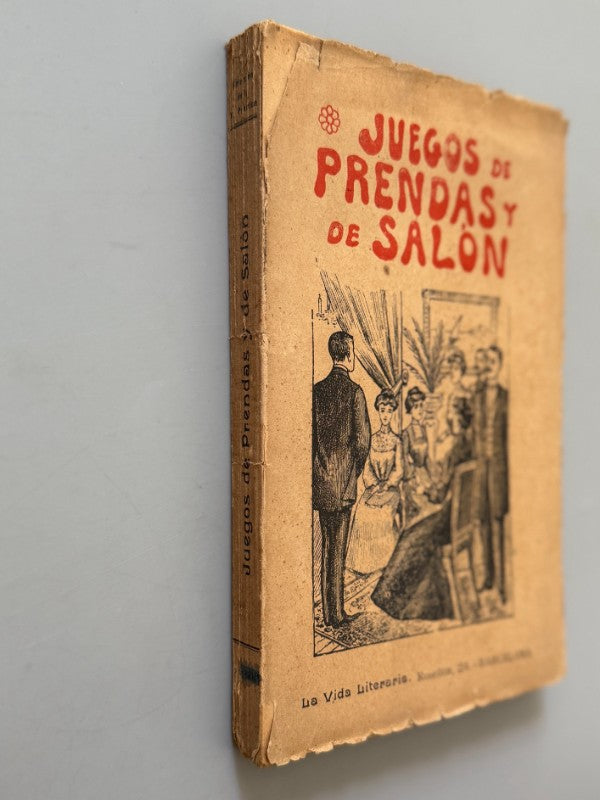 JUEGOS DE
PRENDAS Y
DE SALÓN
La Vida Literaria.
Juegos de Prendas y de Salón